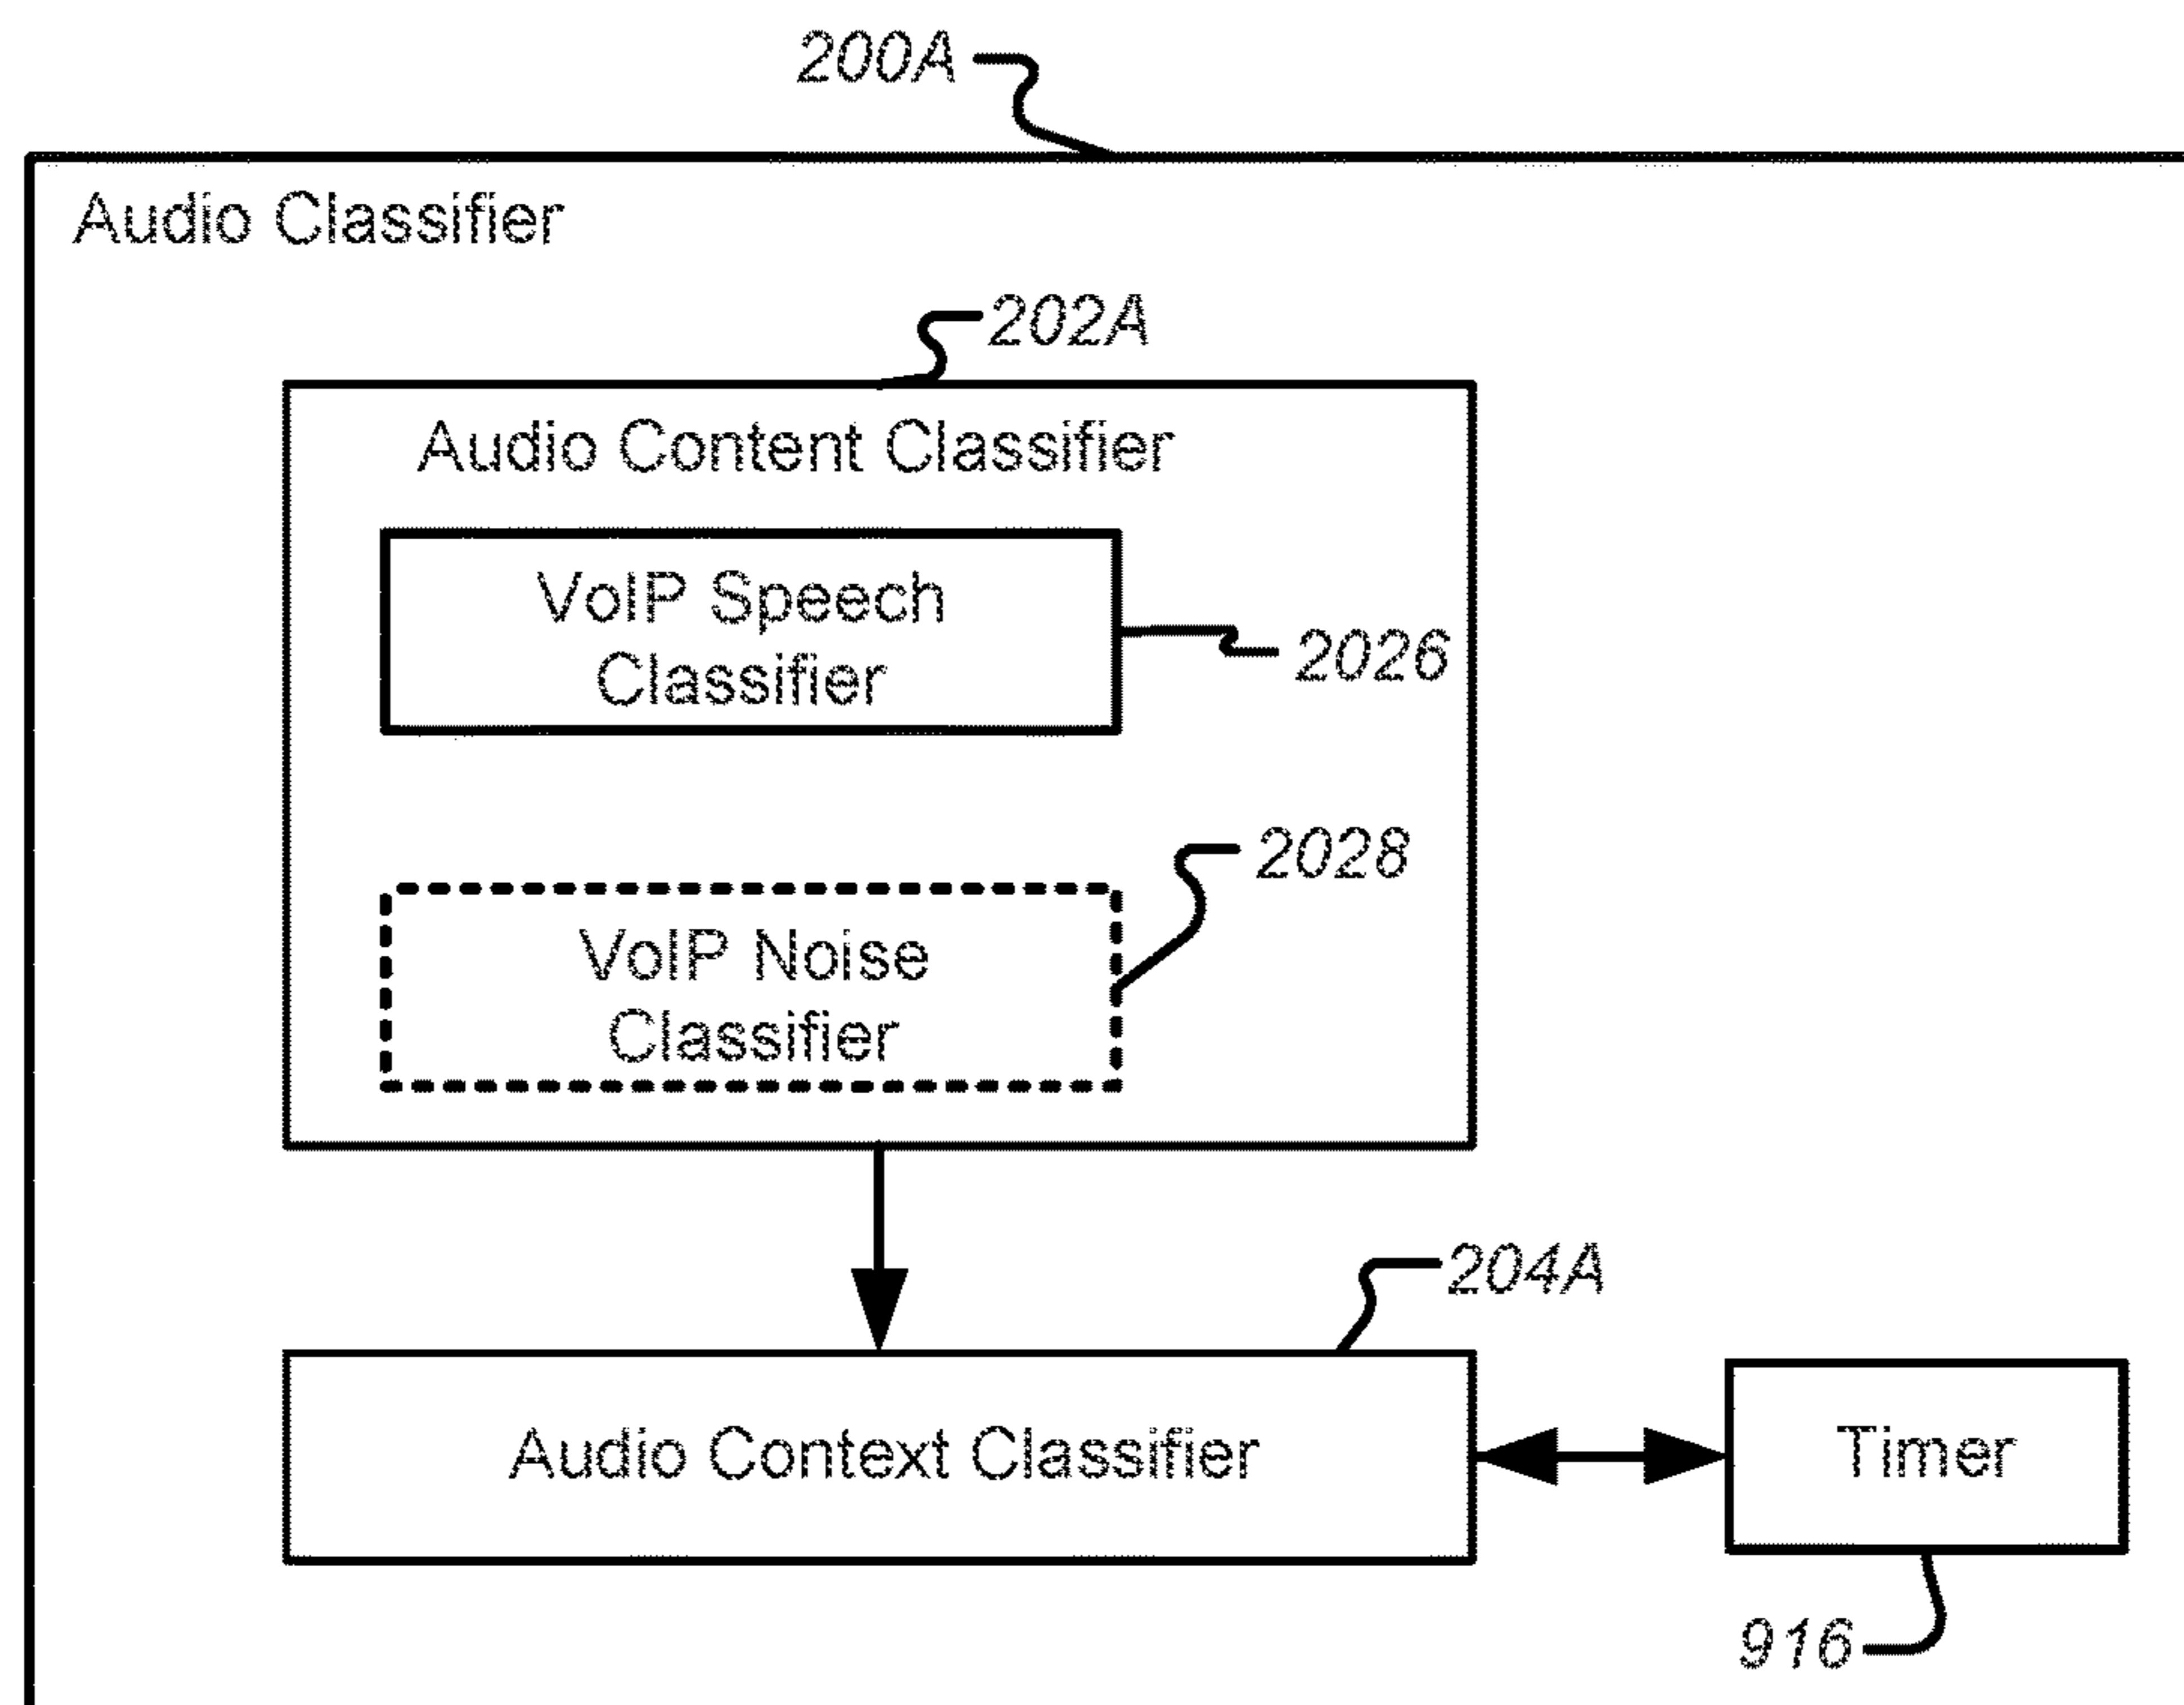 200A
Audio Classifier
202A
Audio Content Classifier
VoIP Speech
Classifier
2026
2028
VoIP Noise
Classifier
204A
Audio Context Classifier
Timer
916